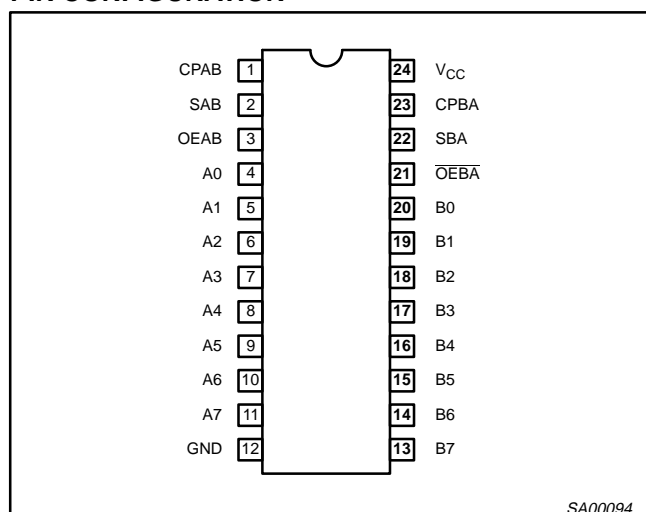 CPAB 1 24 VCC
SAB 2 23 CPBA
OEAB 3 22 SBA
A0 4 21 OEBA
A1 5 20 B0
A2 6 19 B1
A3 7 18 B2
A4 8 17 B3
A5 9 16 B4
A6 10 15 B5
A7 11 14 B6
GND 12 13 B7
SA00094